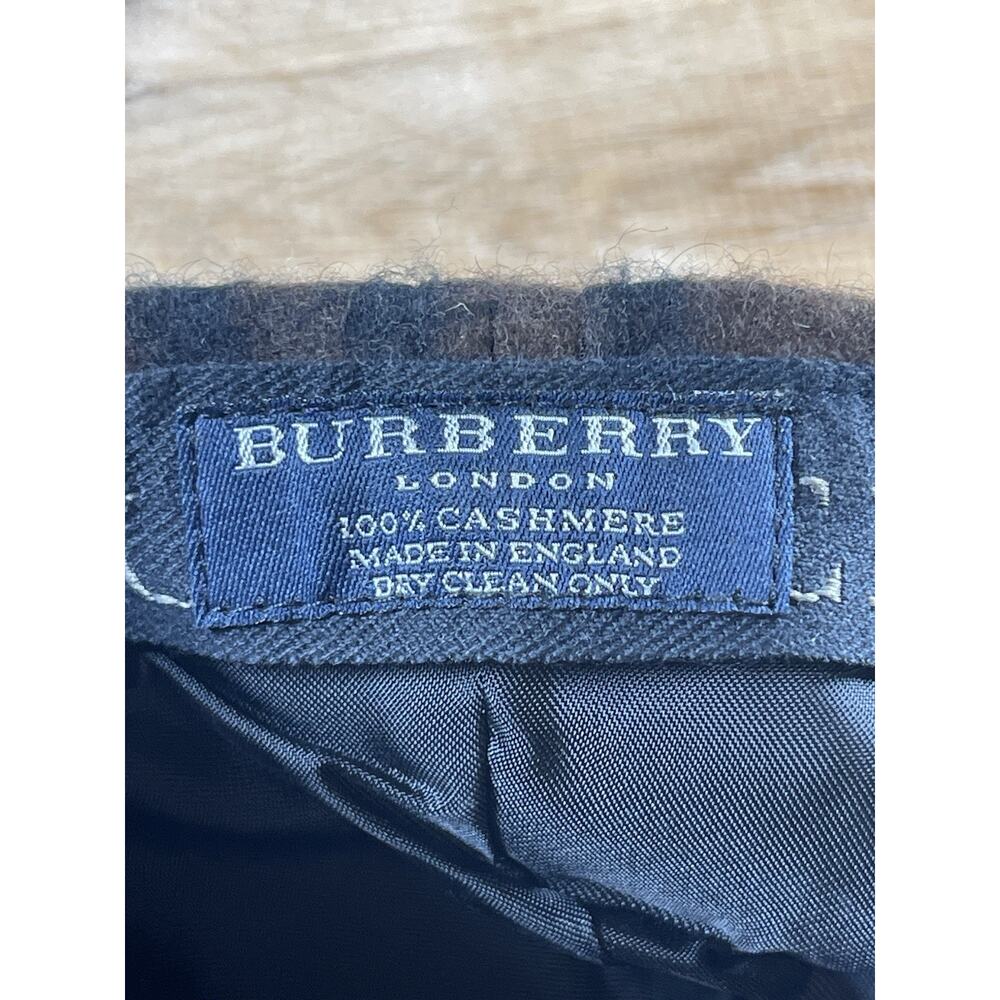 BURBERRY
LONDON
100% CASHMERE
MADE IN ENGLAND
DRY CLEAN ONLY